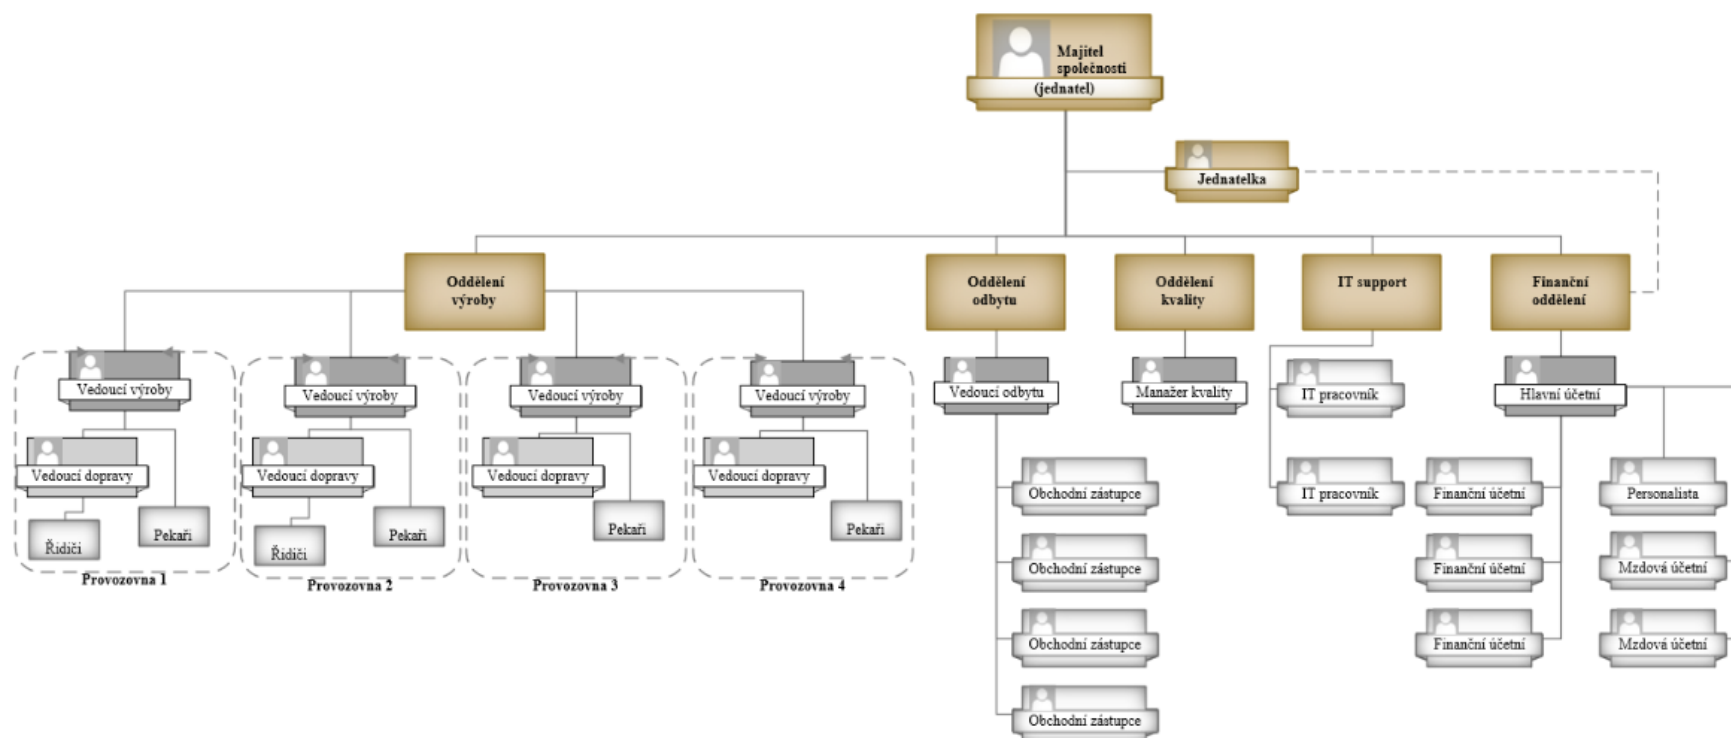 Majitel
společnosti
(jednatel)
Jednatelka
Oddělení
výroby
Oddělení
odbytu
Oddělení
kvality
IT support
Finanční
oddělení
Vedoucí výroby
Vedoucí výroby
Vedoucí výroby
Vedoucí výroby
Vedoucí odbytu
Manažer kvality
IT pracovník
Hlavní účetní
Vedoucí dopravy
Vedoucí dopravy
Vedoucí dopravy
Vedoucí dopravy
Obchodní zástupce
IT pracovník
Finanční účetní
Personalista
Řidiči
Pekaři
Řidiči
Pekaři
Pekaři
Pekaři
Obchodní zástupce
Finanční účetní
Mzdová účetní
Provozovna 1
Provozovna 2
Provozovna 3
Provozovna 4
Obchodní zástupce
Finanční účetní
Mzdová účetní
Obchodní zástupce